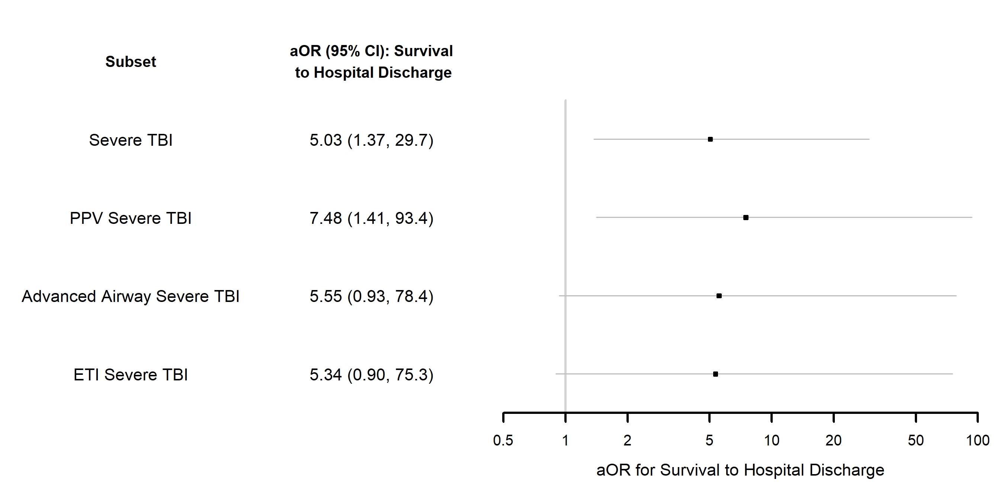 Subset
aOR (95% CI): Survival
to Hospital Discharge
Severe TBI
5.03 (1.37, 29.7)
PPV Severe TBI
7.48 (1.41, 93.4)
Advanced Airway Severe TBI
5.55 (0.93, 78.4)
ETI Severe TBI
5.34 (0.90, 75.3)
0.5 1 2 5 10 20 50 100
aOR for Survival to Hospital Discharge